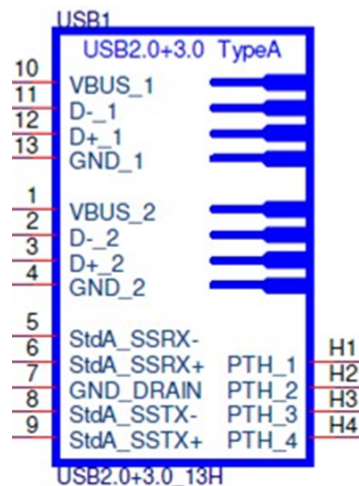 USB1
USB2.0+3.0 TypeA
10 VBUS_1
11 D-_1
12 D+_1
13 GND_1
1 VBUS_2
2 D-_2
3 D+_2
4 GND_2
5 StdA_SSRX-
6 StdA_SSRX+ PTH_1 H1
7 GND_DRAIN PTH_2 H2
8 StdA_SSTX- PTH_3 H3
9 StdA_SSTX+ PTH_4 H4
USB2.0+3.0_13H